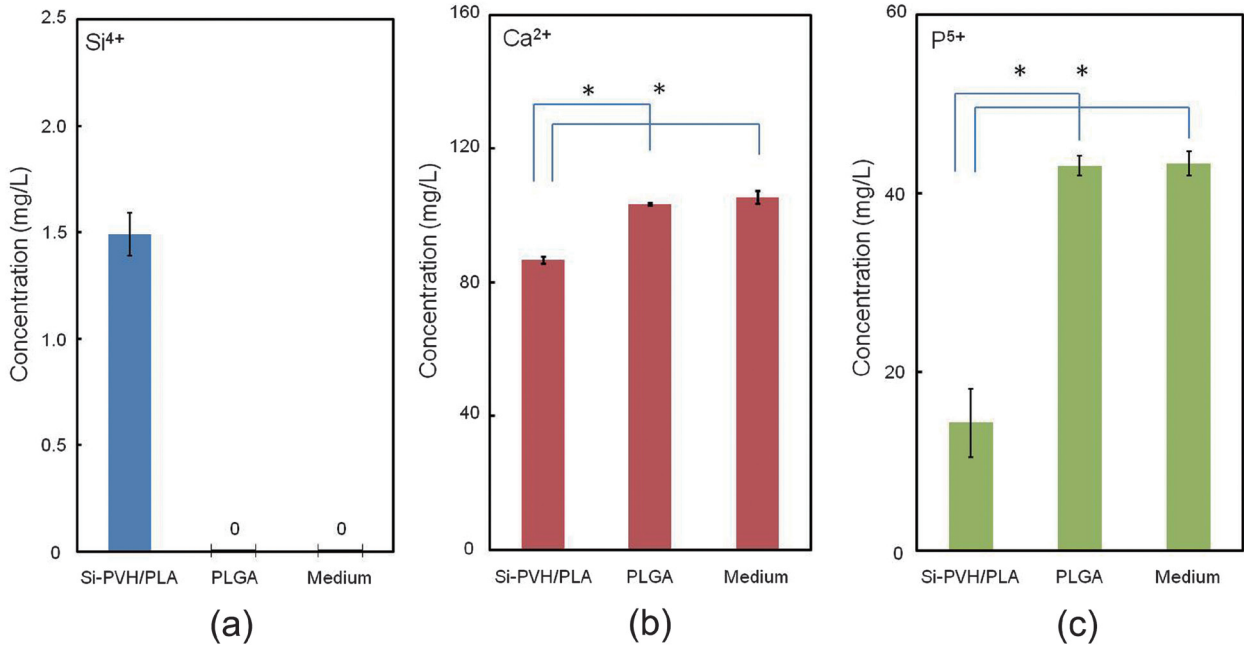 Si4+
Concentration (mg/L)
2.5
2.0
1.5
1.0
0.5
0
0 0
Si-PVH/PLA PLGA Medium
(a)
Ca2+
Concentration (mg/L)
160
120
80
40
0
* *
Si-PVH/PLA PLGA Medium
(b)
P5+
Concentration (mg/L)
60
40
20
0
* *
Si-PVH/PLA PLGA Medium
(c)